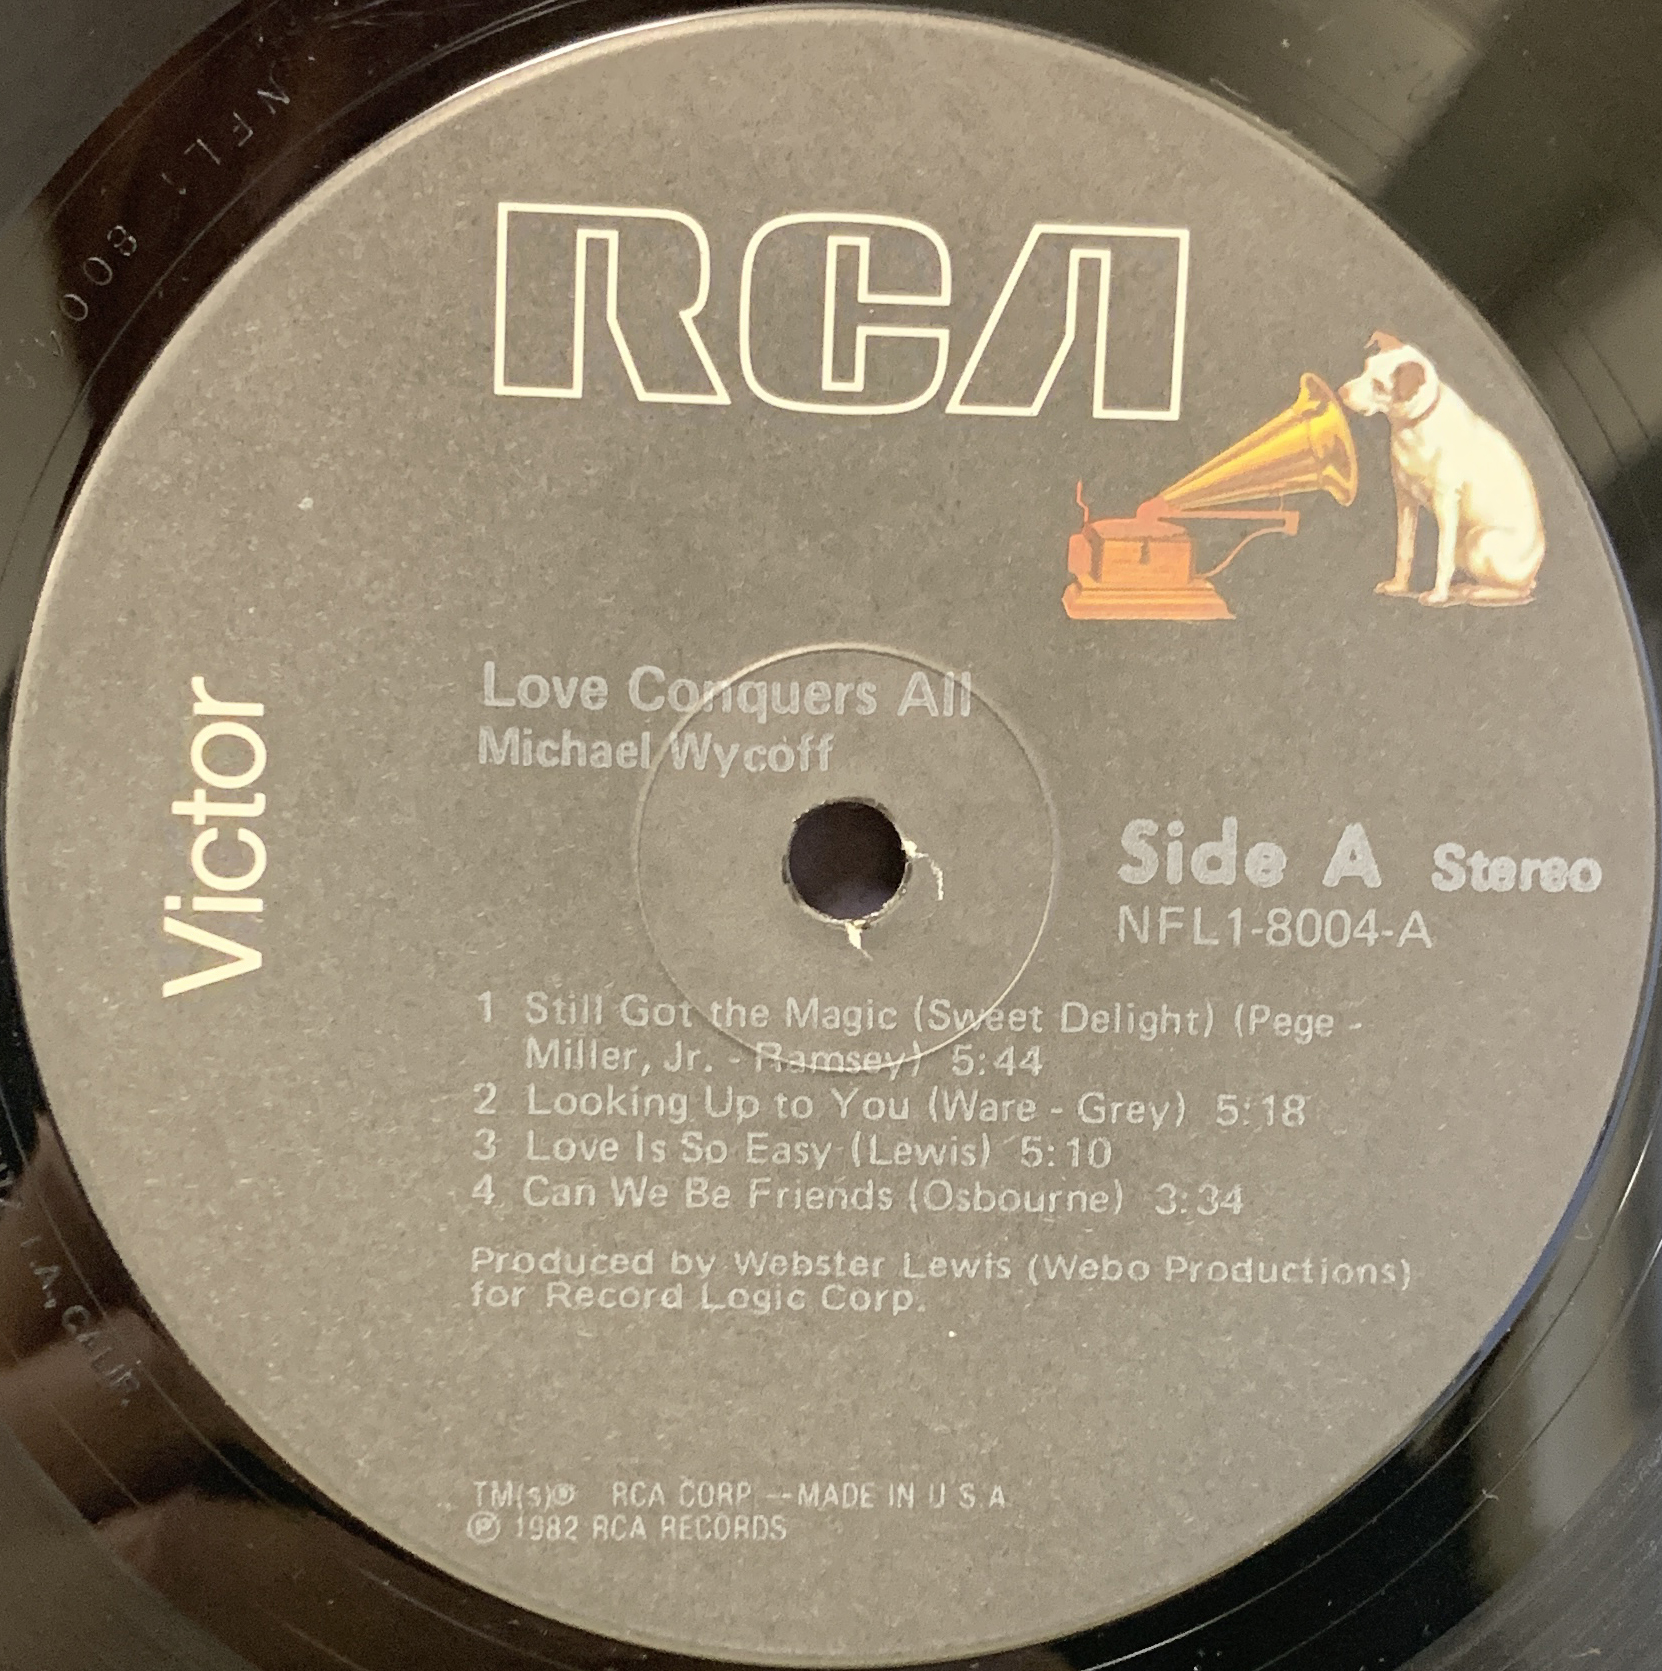 RCA
Victor
Love Conquers All
Michael Wycoff
Side A Stereo
NFL1-8004-A
1 Still Got the Magic (Sweet Delight) (Pege -
Miller, Jr. - Ramsey) 5:44
2 Looking Up to You (Ware - Grey) 5:18
3 Love Is So Easy (Lewis) 5:10
4 Can We Be Friends (Osbourne) 3:34
Produced by Webster Lewis (Webo Productions)
for Record Logic Corp.
TM(s)® RCA CORP. —MADE IN U.S.A.
℗ 1982 RCA RECORDS
NFL1 8004
L.A., CALIF.